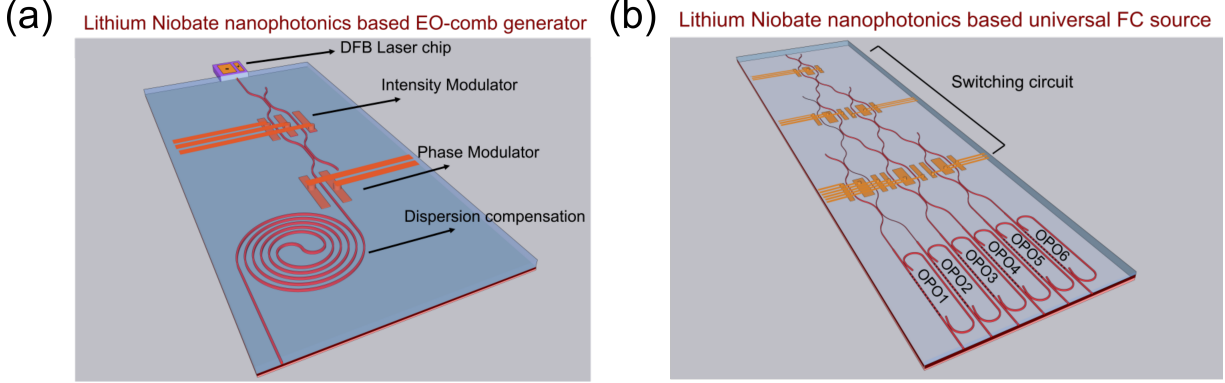 (a)
Lithium Niobate nanophotonics based EO-comb generator
DFB Laser chip
Intensity Modulator
Phase Modulator
Dispersion compensation
(b)
Lithium Niobate nanophotonics based universal FC source
Switching circuit
OPO1
OPO2
OPO3
OPO4
OPO5
OPO6